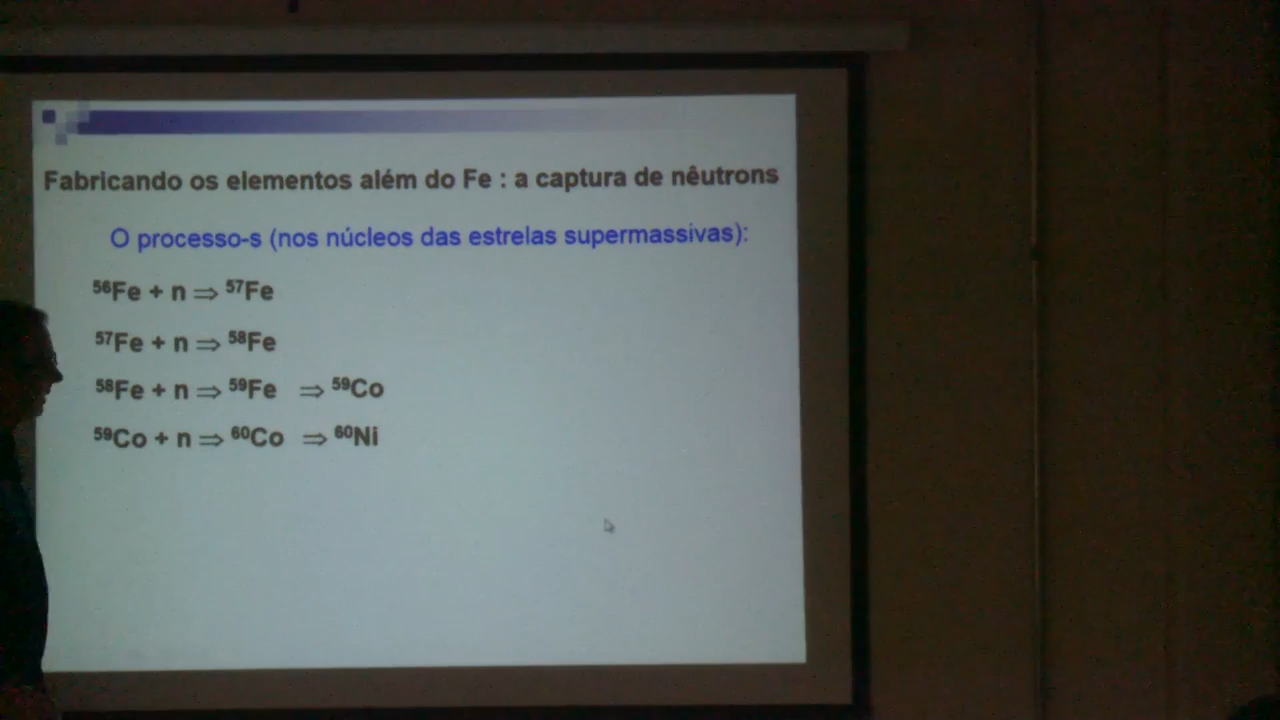 Fabricando os elementos além do Fe : a captura de nêutrons
O processo-s (nos núcleos das estrelas supermassivas):
⁵⁶Fe + n ⇒ ⁵⁷Fe
⁵⁷Fe + n ⇒ ⁵⁸Fe
⁵⁸Fe + n ⇒ ⁵⁹Fe ⇒ ⁵⁹Co
⁵⁹Co + n ⇒ ⁶⁰Co ⇒ ⁶⁰Ni